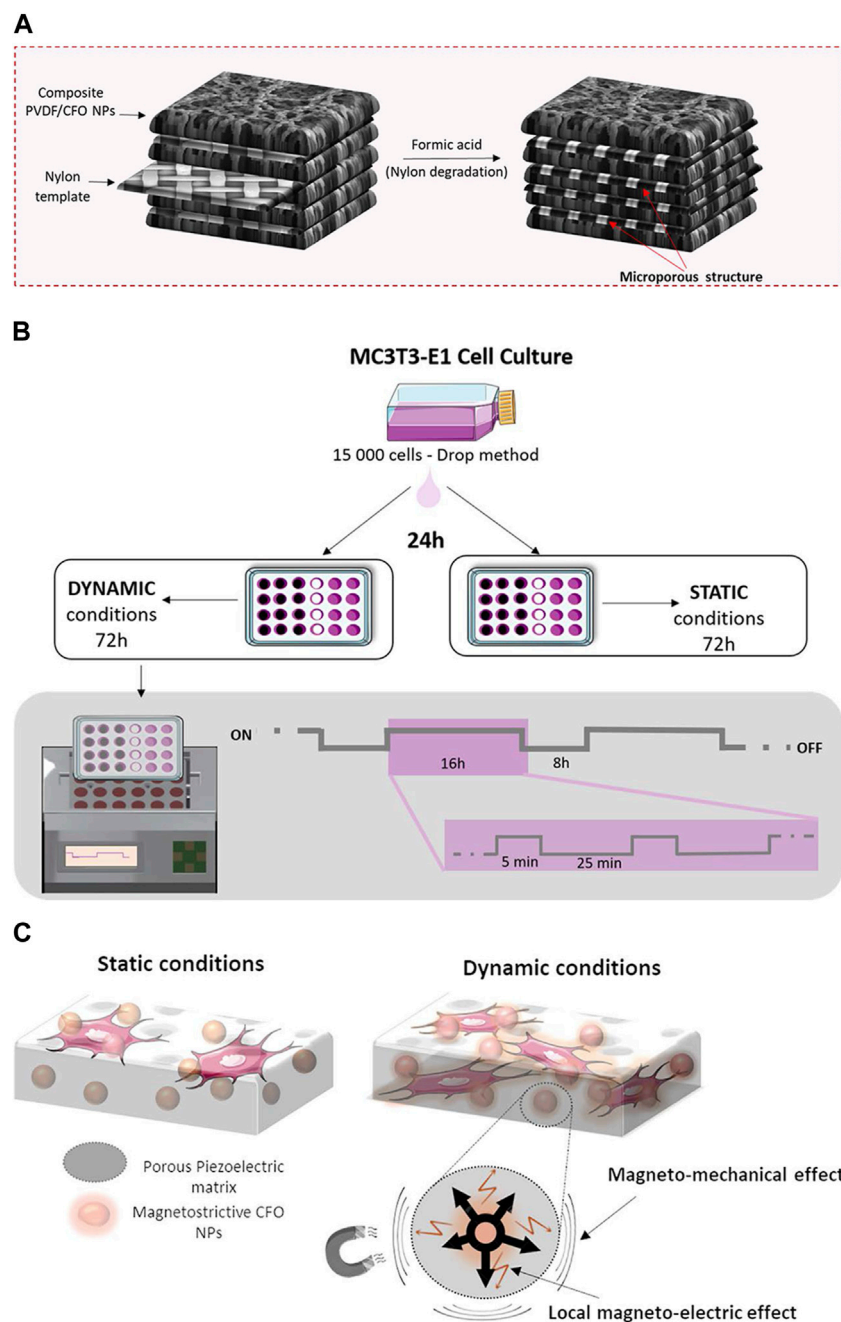 A
Composite
PVDF/CFO NPs
Nylon
template
Formic acid
(Nylon degradation)
Microporous structure
B
MC3T3-E1 Cell Culture
15 000 cells - Drop method
24h
DYNAMIC
conditions
72h
STATIC
conditions
72h
ON
16h
8h
OFF
5 min
25 min
C
Static conditions
Dynamic conditions
Porous Piezoelectric
matrix
Magnetostrictive CFO
NPs
Magneto-mechanical effect
Local magneto-electric effect